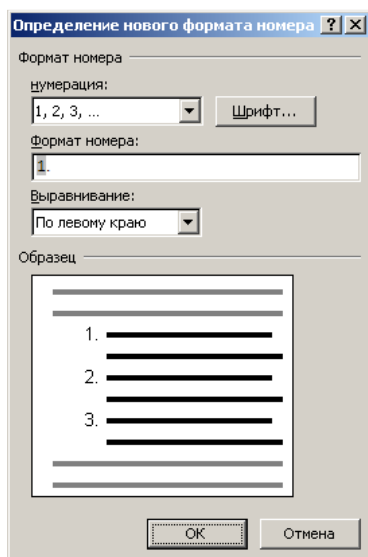 Определение нового формата номера
Формат номера
нумерация:
1, 2, 3, ...
Шрифт...
Формат номера:
1.
Выравнивание:
По левому краю
Образец
1.
2.
3.
ОК
Отмена